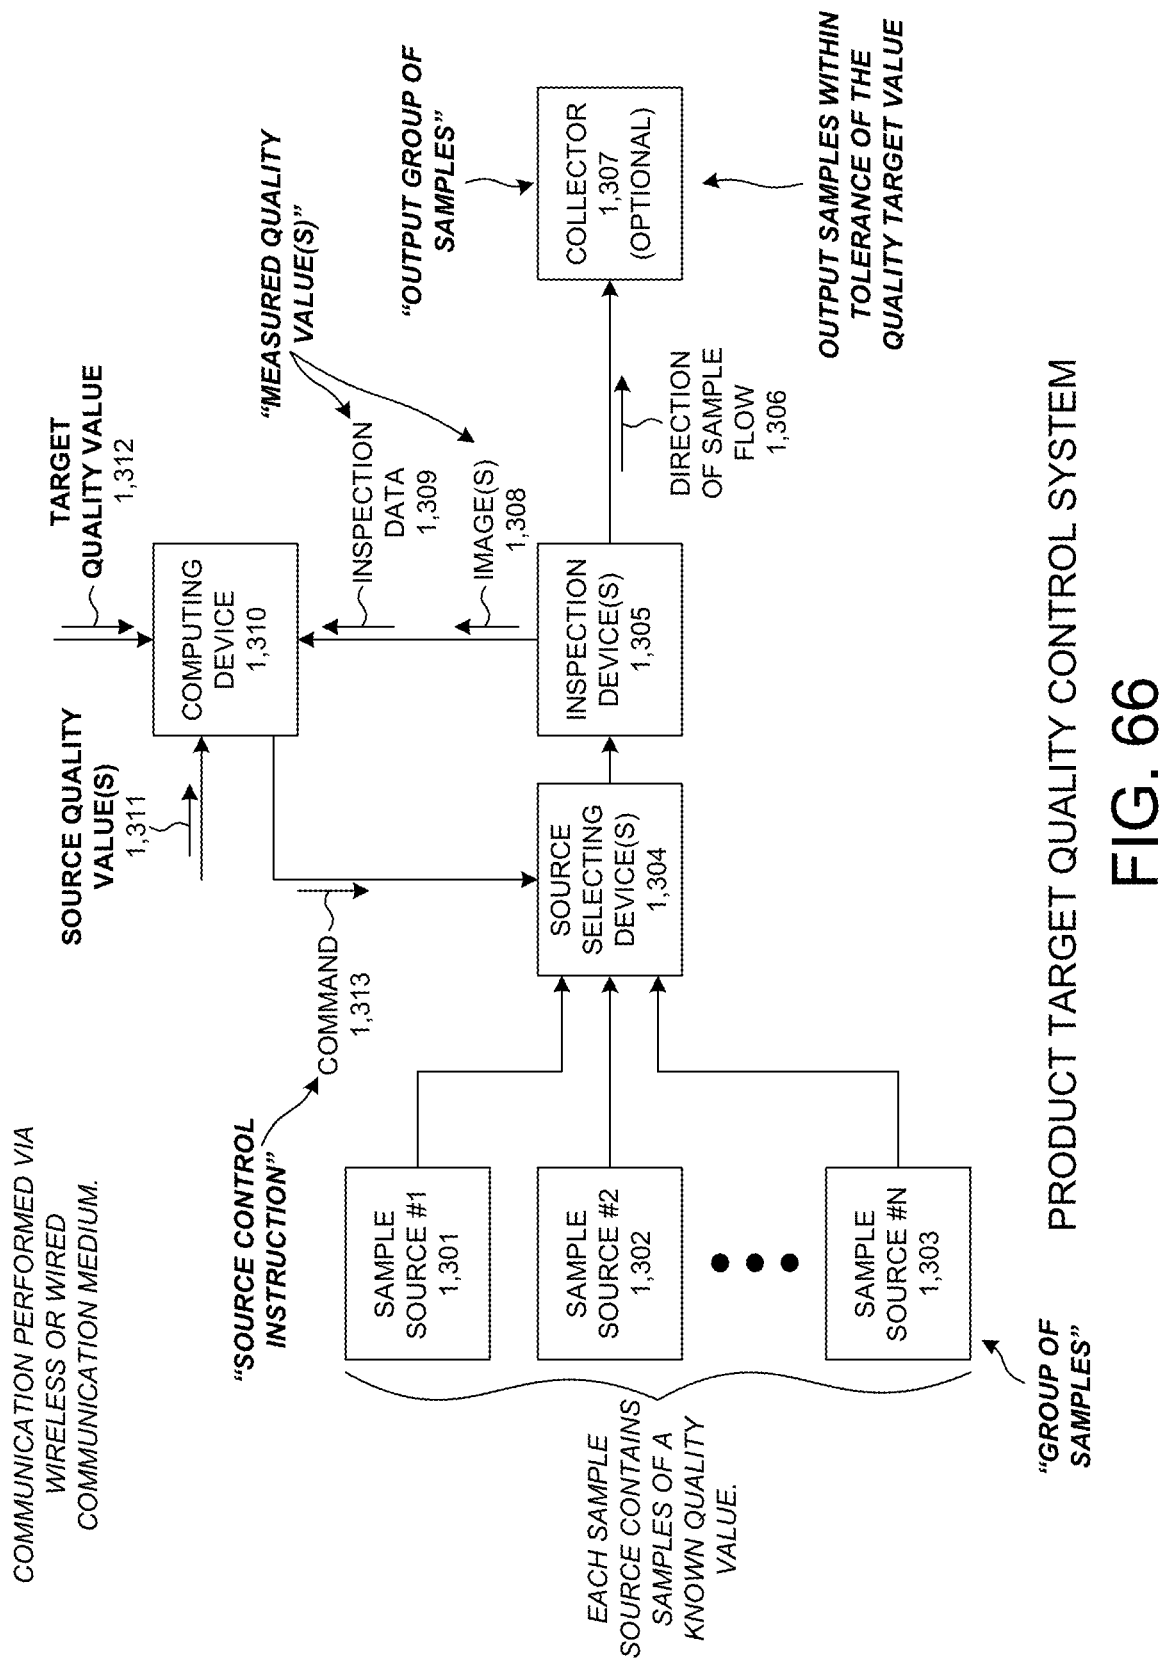 COMMUNICATION PERFORMED VIA
WIRELESS OR WIRED
COMMUNICATION MEDIUM.
SOURCE QUALITY
VALUE(S)
1,311
TARGET
QUALITY VALUE
1,312
COMPUTING
DEVICE
1,310
"SOURCE CONTROL
INSTRUCTION"
COMMAND
1,313
INSPECTION
DATA
1,309
IMAGE(S)
1,308
"MEASURED QUALITY
VALUE(S)"
"OUTPUT GROUP OF
SAMPLES"
SAMPLE
SOURCE #1
1,301
SAMPLE
SOURCE #2
1,302
SAMPLE
SOURCE #N
1,303
SOURCE
SELECTING
DEVICE(S)
1,304
INSPECTION
DEVICE(S)
1,305
COLLECTOR
1,307
(OPTIONAL)
DIRECTION
OF SAMPLE
FLOW
1,306
EACH SAMPLE
SOURCE CONTAINS
SAMPLES OF A
KNOWN QUALITY
VALUE.
OUTPUT SAMPLES WITHIN
TOLERANCE OF THE
QUALITY TARGET VALUE
"GROUP OF
SAMPLES"
PRODUCT TARGET QUALITY CONTROL SYSTEM
FIG. 66